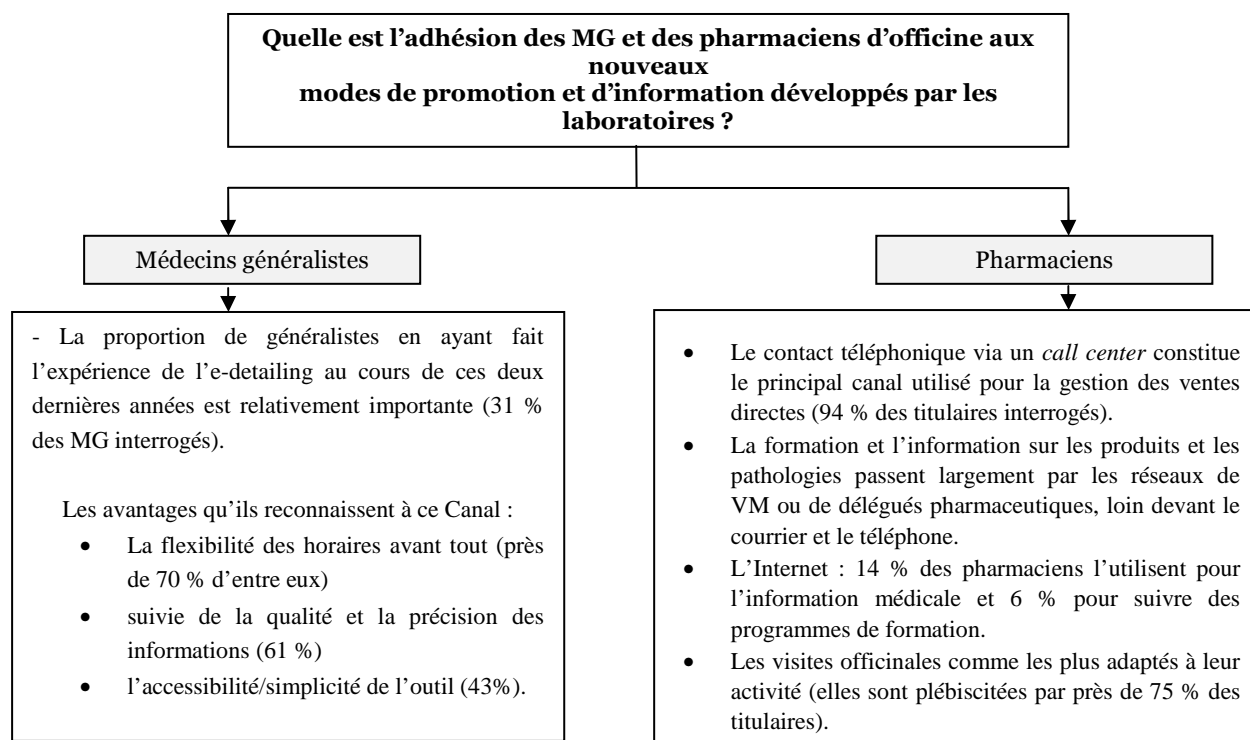 Quelle est l’adhésion des MG et des pharmaciens d’officine aux
nouveaux
modes de promotion et d’information développés par les
laboratoires ?
Médecins généralistes
Pharmaciens
- La proportion de généralistes en ayant fait
l’expérience de l’e-detailing au cours de ces deux
dernières années est relativement importante (31 %
des MG interrogés).
Les avantages qu’ils reconnaissent à ce Canal :
• La flexibilité des horaires avant tout (près
de 70 % d’entre eux)
• suivie de la qualité et la précision des
informations (61 %)
• l’accessibilité/simplicité de l’outil (43%).
• Le contact téléphonique via un call center constitue
le principal canal utilisé pour la gestion des ventes
directes (94 % des titulaires interrogés).
• La formation et l’information sur les produits et les
pathologies passent largement par les réseaux de
VM ou de délégués pharmaceutiques, loin devant le
courrier et le téléphone.
• L’Internet : 14 % des pharmaciens l’utilisent pour
l’information médicale et 6 % pour suivre des
programmes de formation.
• Les visites officinales comme les plus adaptés à leur
activité (elles sont plébiscitées par près de 75 % des
titulaires).